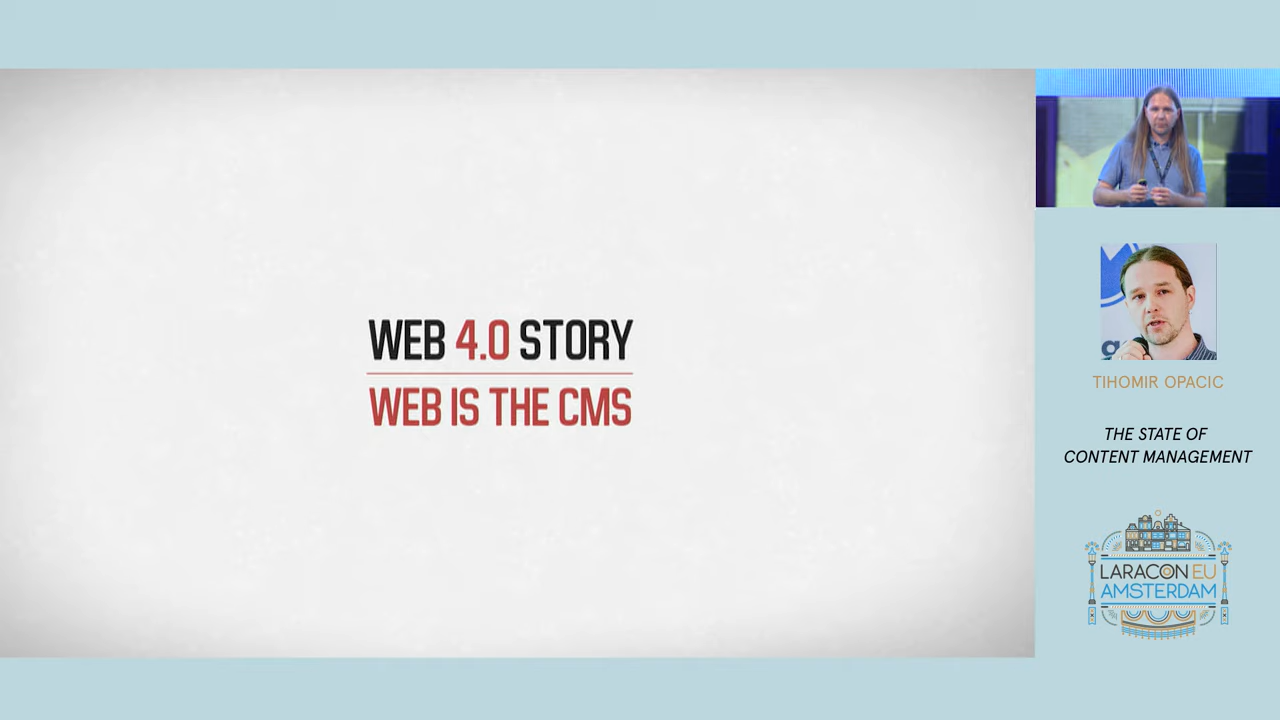 WEB 4.0 STORY
WEB IS THE CMS
TIHOMIR OPACIC
THE STATE OF
CONTENT MANAGEMENT
LARACON EU
AMSTERDAM